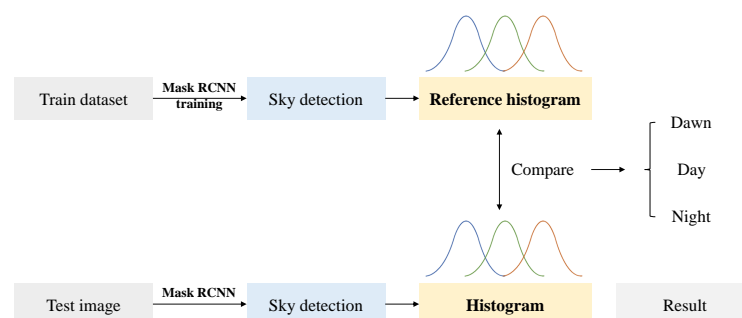 Mask RCNN
training
Train dataset
Sky detection
Reference histogram
Compare
Dawn
Day
Night
Mask RCNN
Test image
Sky detection
Histogram
Result